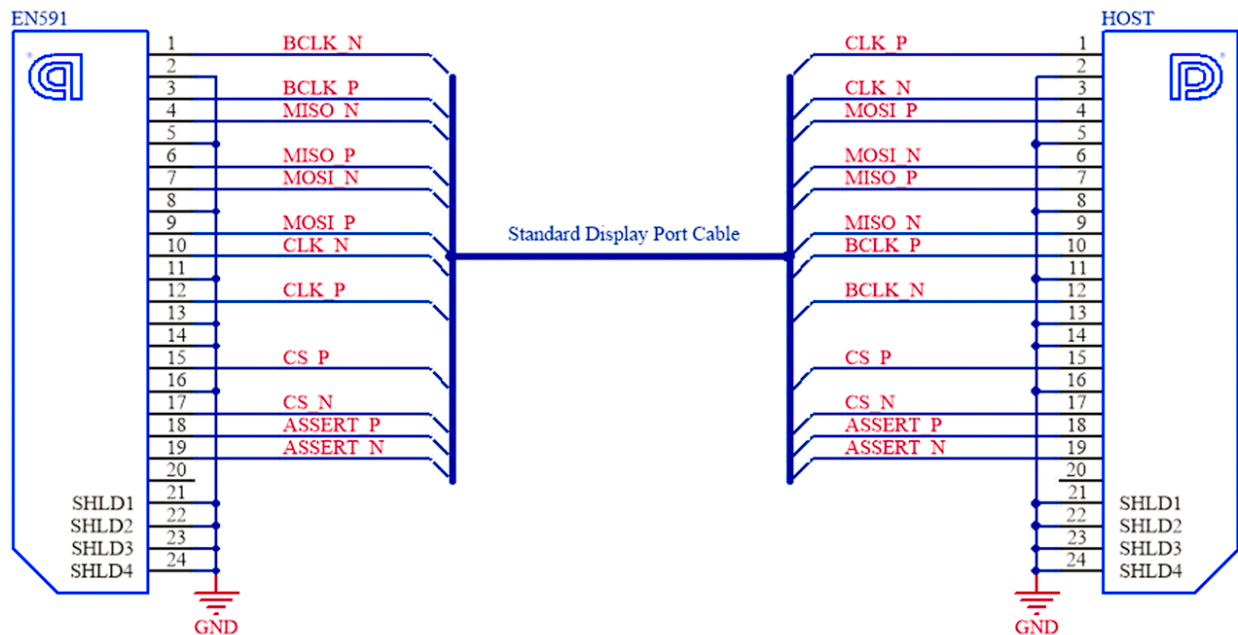 EN591 HOST
1 BCLK_N CLK_P 1
2 2
3 BCLK_P CLK_N 3
4 MISO_N MOSI_P 4
5 5
6 MISO_P MOSI_N 6
7 MOSI_N MISO_P 7
8 8
9 MOSI_P Standard Display Port Cable MISO_N 9
10 CLK_N BCLK_P 10
11 11
12 CLK_P BCLK_N 12
13 13
14 14
15 CS_P CS_P 15
16 16
17 CS_N CS_N 17
18 ASSERT_P ASSERT_P 18
19 ASSERT_N ASSERT_N 19
20 20
SHLD1 21 21 SHLD1
SHLD2 22 22 SHLD2
SHLD3 23 23 SHLD3
SHLD4 24 24 SHLD4
GND GND